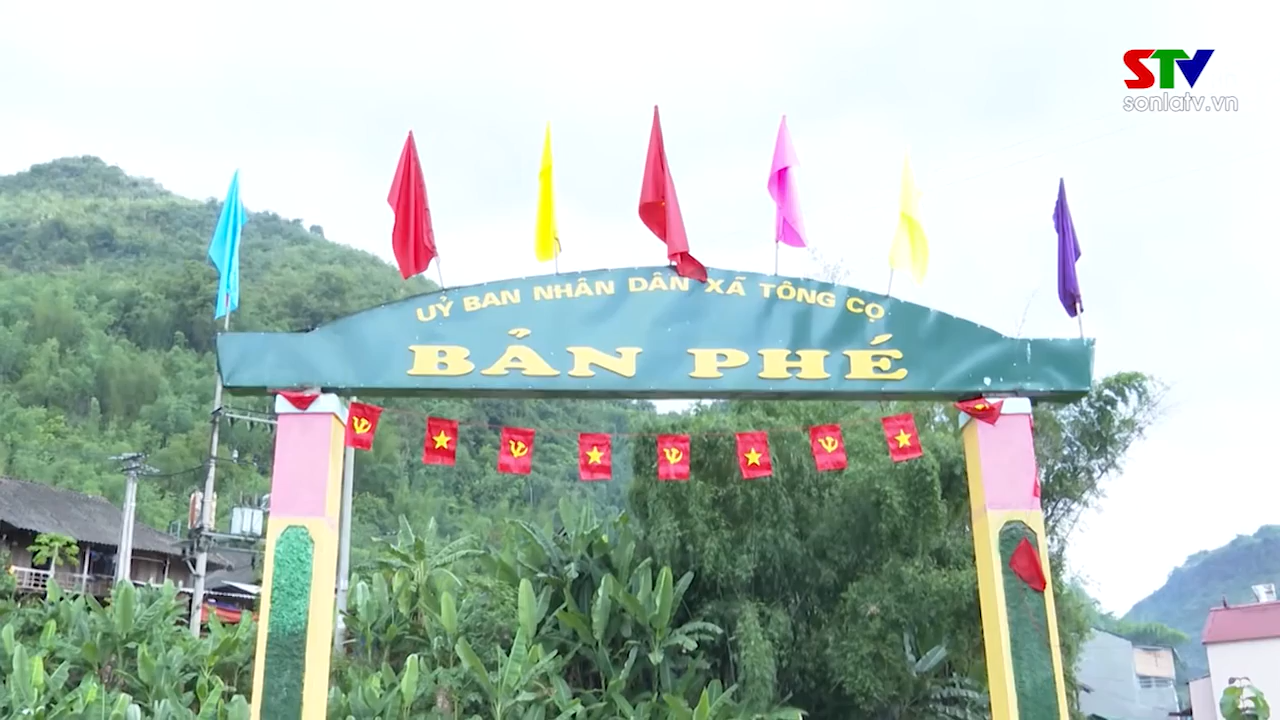 STV
sonlatv.vn
UỶ BAN NHÂN DÂN XÃ TÔNG CỌ
BẢN PHÉ